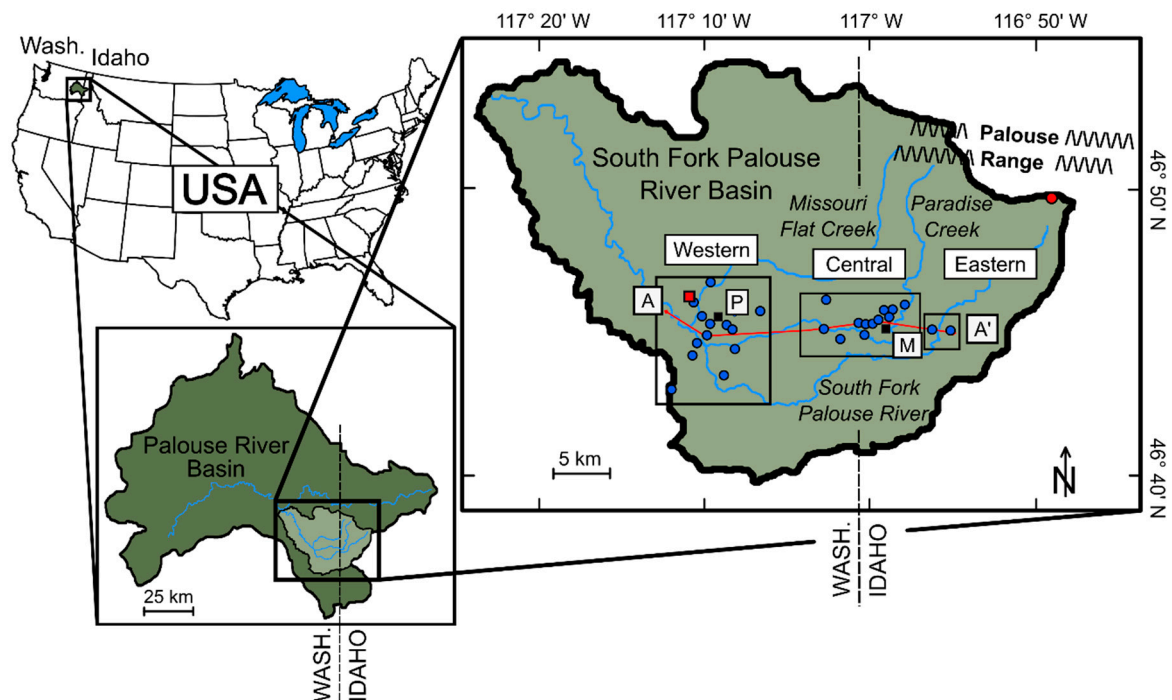 117° 20' W
117° 10' W
117° W
116° 50' W
Wash.
Idaho
USA
South Fork Palouse
River Basin
Palouse
Range
Missouri
Flat Creek
Paradise
Creek
46° 50' N
Western
Central
Eastern
A
P
M
A'
South Fork
Palouse River
5 km
N
46° 40' N
WASH.
IDAHO
Palouse River
Basin
25 km
WASH.
IDAHO